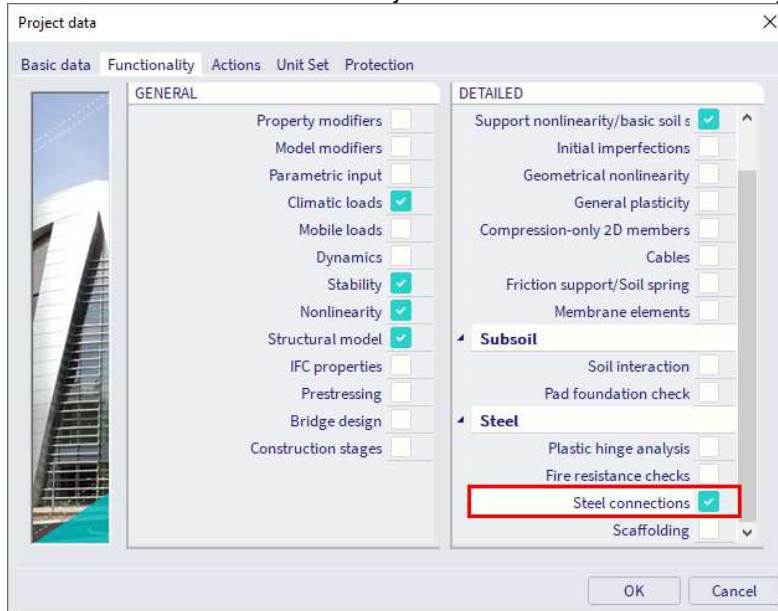 Project data
Basic data Functionality Actions Unit Set Protection
GENERAL
Property modifiers
Model modifiers
Parametric input
Climatic loads
Mobile loads
Dynamics
Stability
Nonlinearity
Structural model
IFC properties
Prestressing
Bridge design
Construction stages
DETAILED
Support nonlinearity/basic soil s
Initial imperfections
Geometrical nonlinearity
General plasticity
Compression-only 2D members
Cables
Friction support/Soil spring
Membrane elements
Subsoil
Soil interaction
Pad foundation check
Steel
Plastic hinge analysis
Fire resistance checks
Steel connections
Scaffolding
OK Cancel